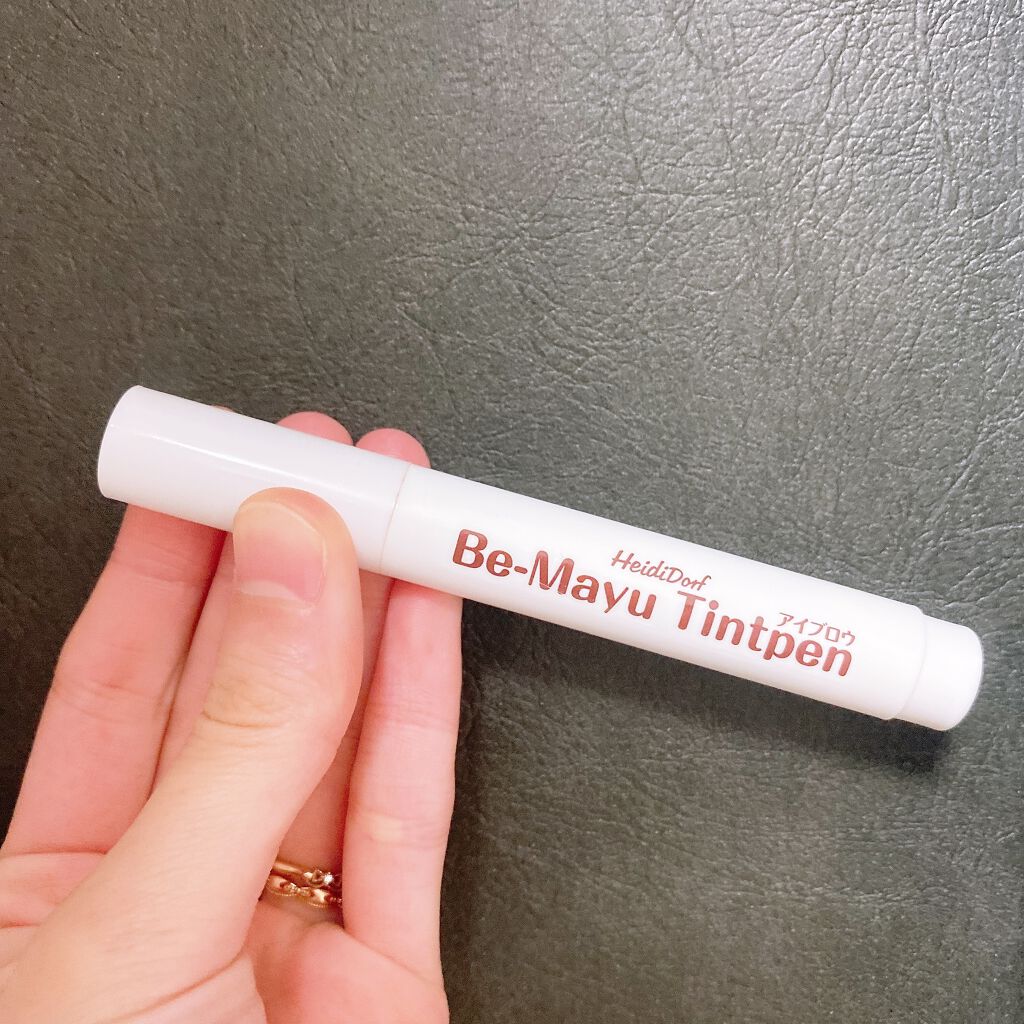 HeidiDorf
Be-Mayu Tintpen
アイブロウ